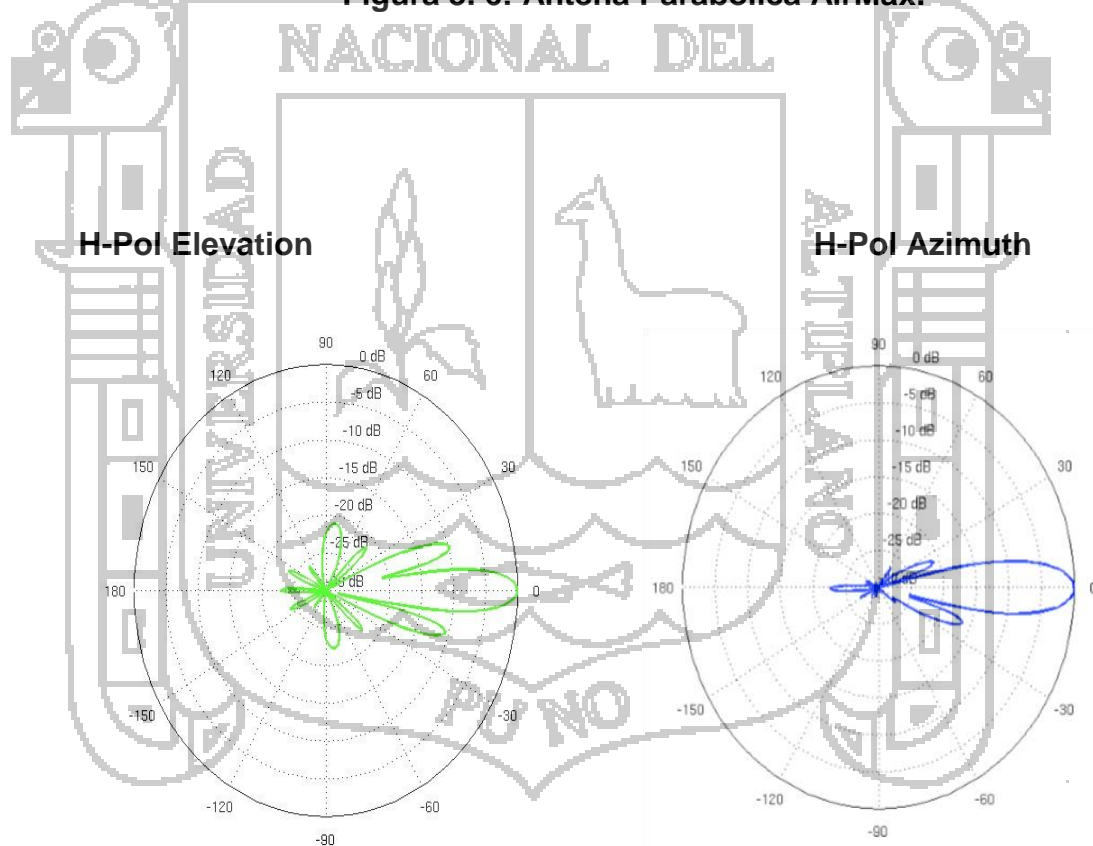 Figura 3. 6: Antena Parabólica AirMax.
NACIONAL DEL
UNIVERSIDAD
ALTIPLANO
PUNO
H-Pol Elevation
H-Pol Azimuth
90
0 dB
120
60
-5 dB
-10 dB
150
30
-15 dB
-20 dB
-25 dB
180
0
-150
-30
-120
-60
-90
90
0 dB
120
60
-5 dB
-10 dB
150
30
-15 dB
-20 dB
-25 dB
180
0
-150
-30
-120
-60
-90